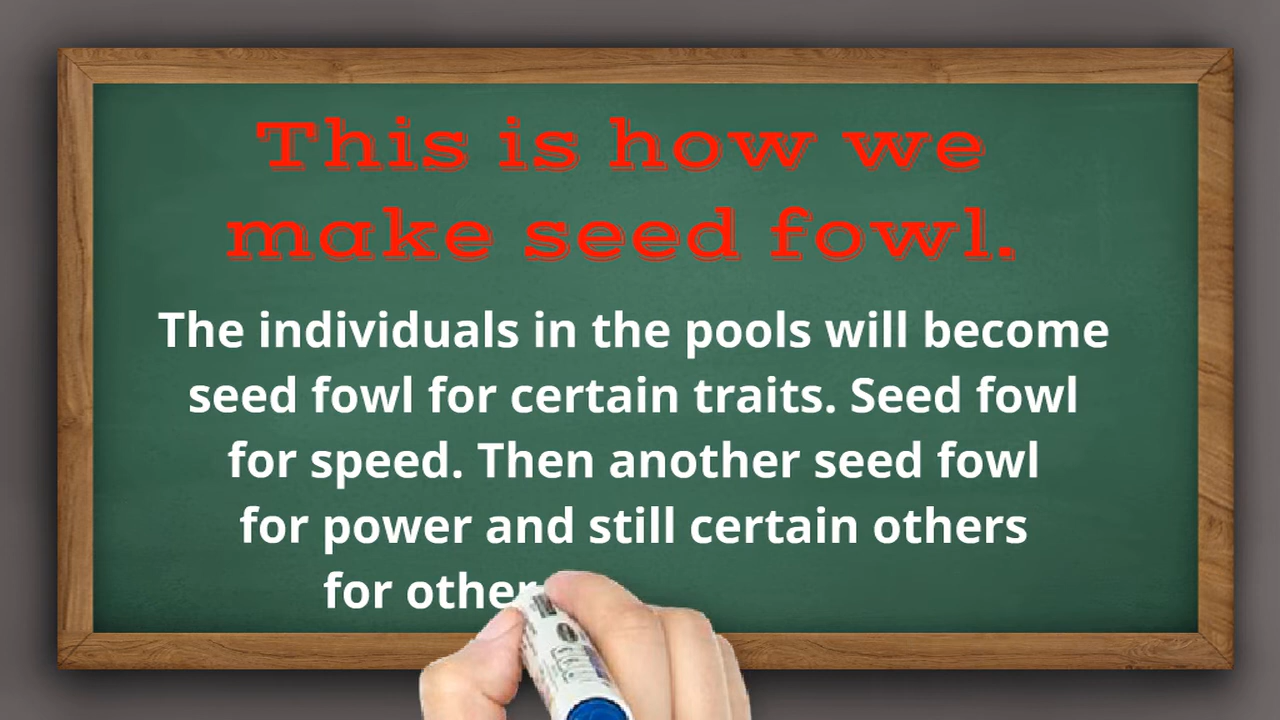 This is how we
make seed fowl.
The individuals in the pools will become
seed fowl for certain traits. Seed fowl
for speed. Then another seed fowl
for power and still certain others
for other